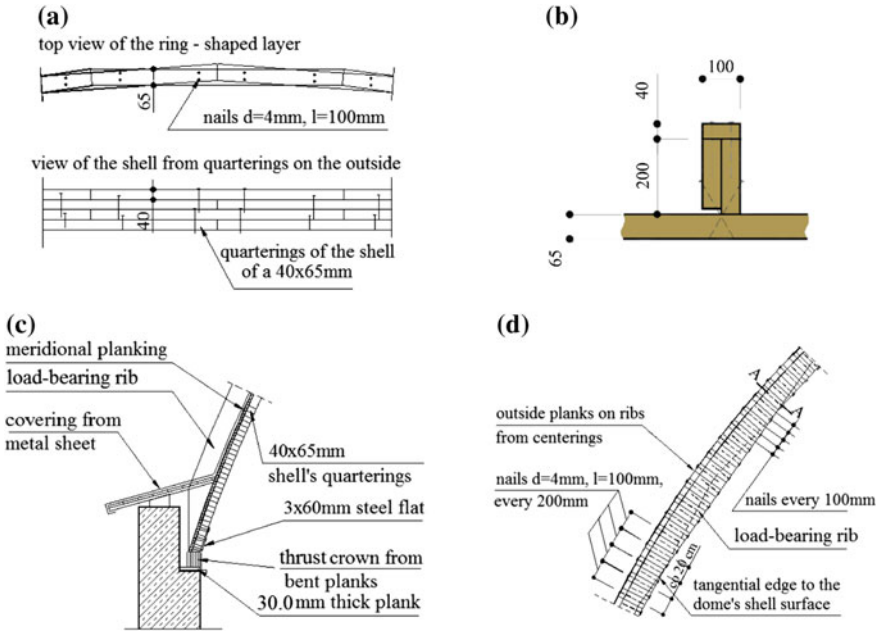 (a)
top view of the ring - shaped layer
65
nails d=4mm, l=100mm
view of the shell from quarterings on the outside
40
quarterings of the shell
of a 40x65mm
(b)
100
40
200
65
(c)
meridional planking
load-bearing rib
covering from
metal sheet
40x65mm
shell's quarterings
3x60mm steel flat
thrust crown from
bent planks
30.0mm thick plank
(d)
A
A
outside planks on ribs
from centerings
nails d=4mm, l=100mm,
every 200mm
nails every 100mm
load-bearing rib
co 20 cm
tangential edge to the
dome's shell surface